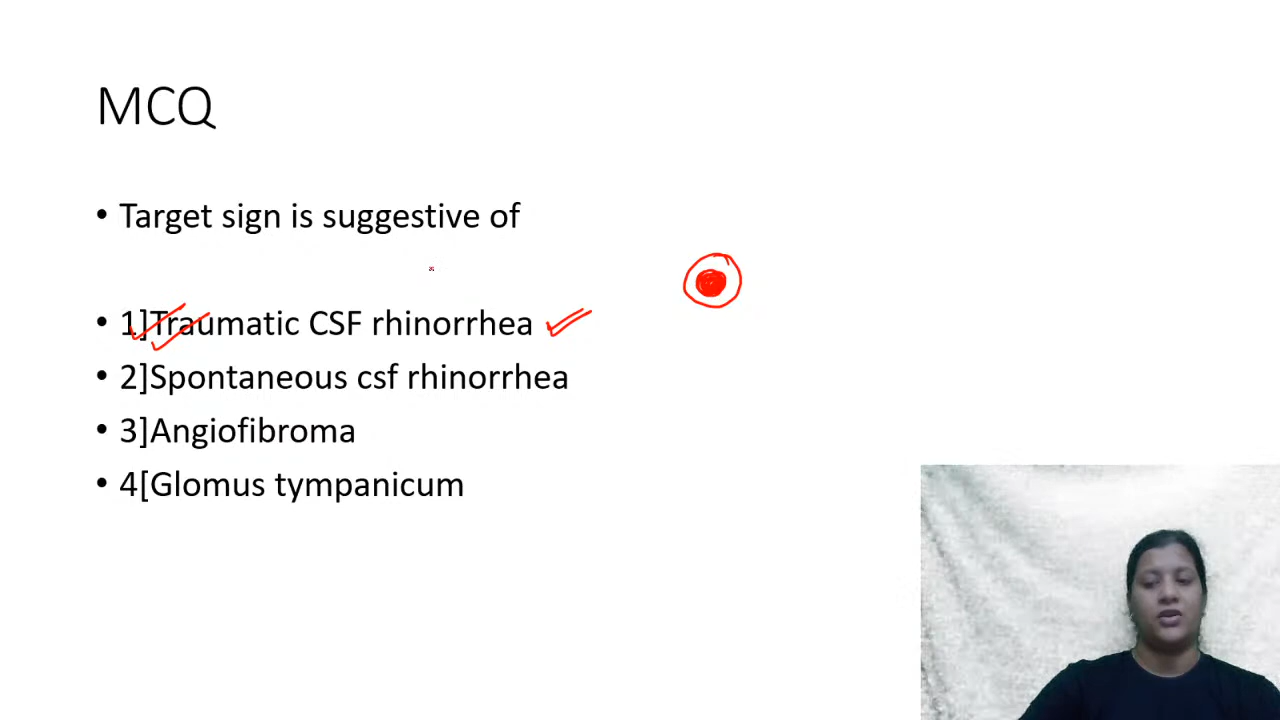 MCQ
• Target sign is suggestive of
• 1]Traumatic CSF rhinorrhea
• 2]Spontaneous csf rhinorrhea
• 3]Angiofibroma
• 4[Glomus tympanicum